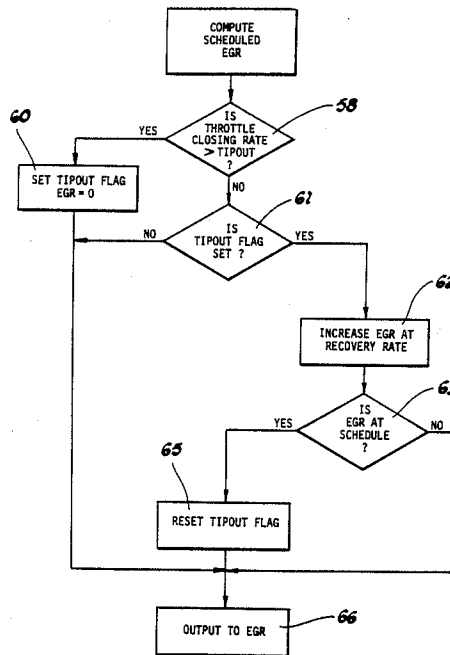 COMPUTE
SCHEDULED
EGR
58
IS
THROTTLE
CLOSING RATE
> TIPOUT
?
YES
NO
60
SET TIPOUT FLAG
EGR = 0
61
IS
TIPOUT FLAG
SET ?
NO
YES
62
INCREASE EGR AT
RECOVERY RATE
IS
EGR AT
SCHEDULE
?
YES
NO
65
RESET TIPOUT FLAG
OUTPUT TO EGR
66